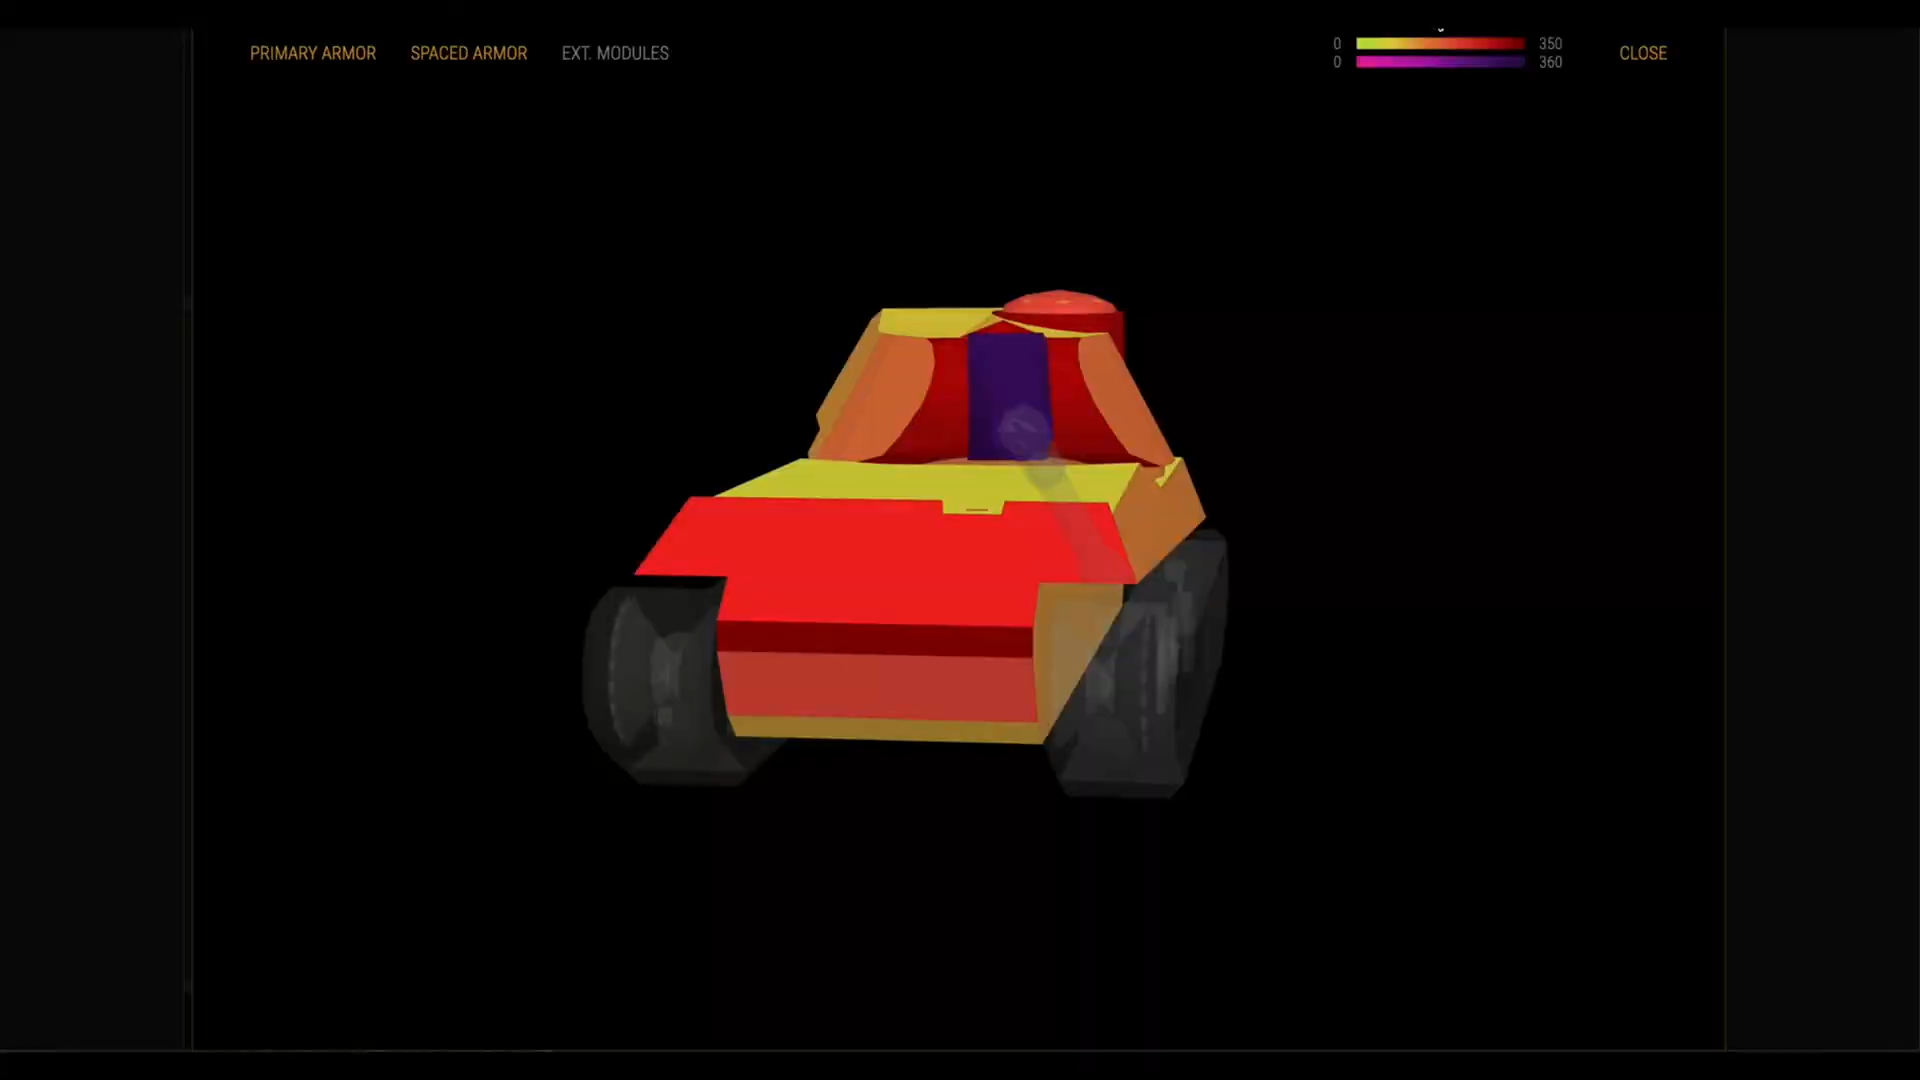 PRIMARY ARMOR SPACED ARMOR EXT. MODULES
0 350
0 360
CLOSE